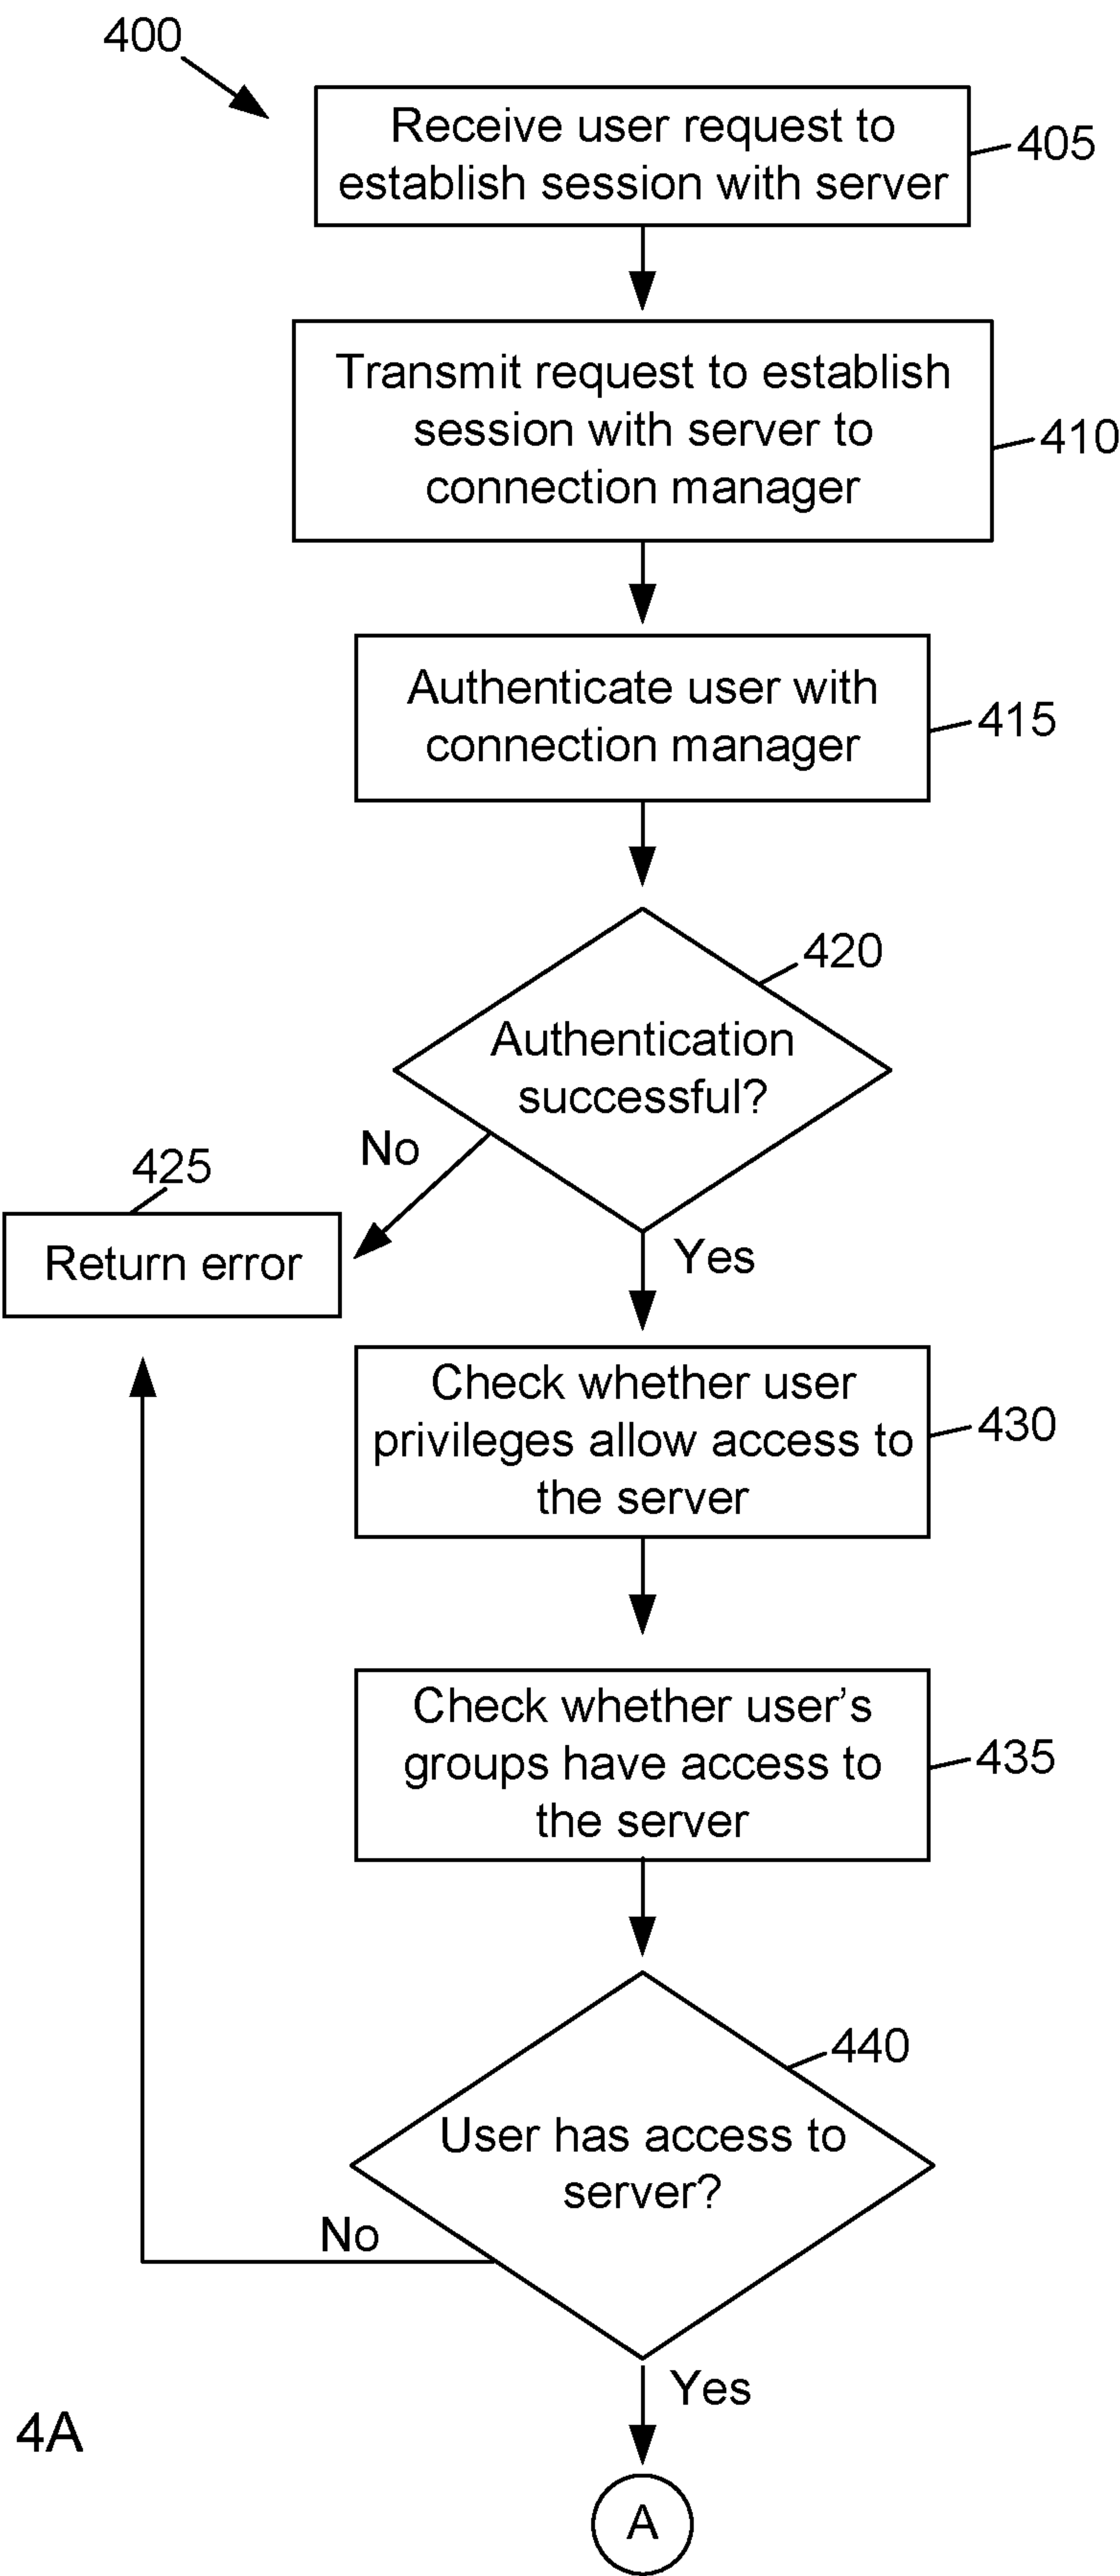 400
Receive user request to
establish session with server
405
Transmit request to establish
session with server to
connection manager
410
Authenticate user with
connection manager
415
420
Authentication
successful?
No
425
Return error
Yes
Check whether user
privileges allow access to
the server
430
Check whether user’s
groups have access to
the server
435
440
User has access to
server?
No
Yes
4A
A